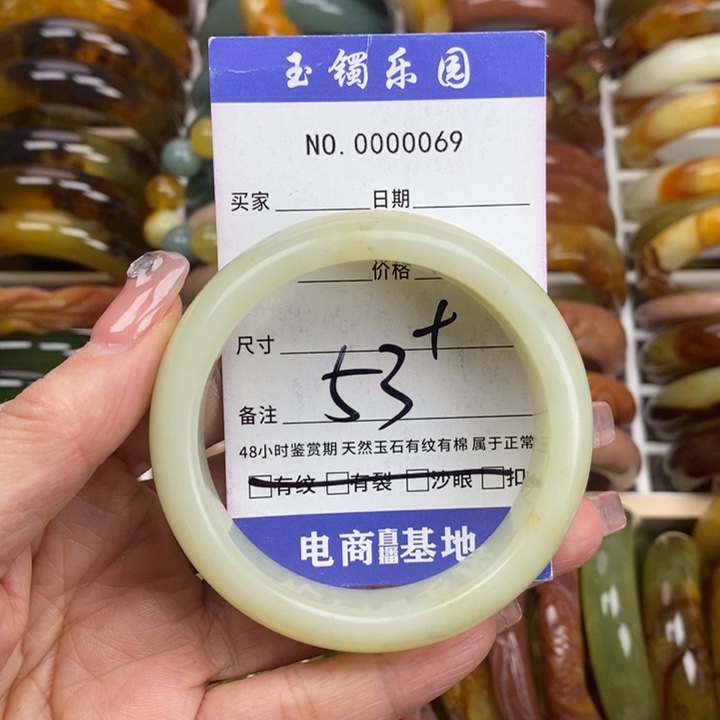 玉镯乐园
NO. 0000069
买家 日期
价格
尺寸
53+
备注
48小时鉴赏期 天然玉石有纹有棉 属于正常
有纹 有裂 沙眼 扣
电商直播基地